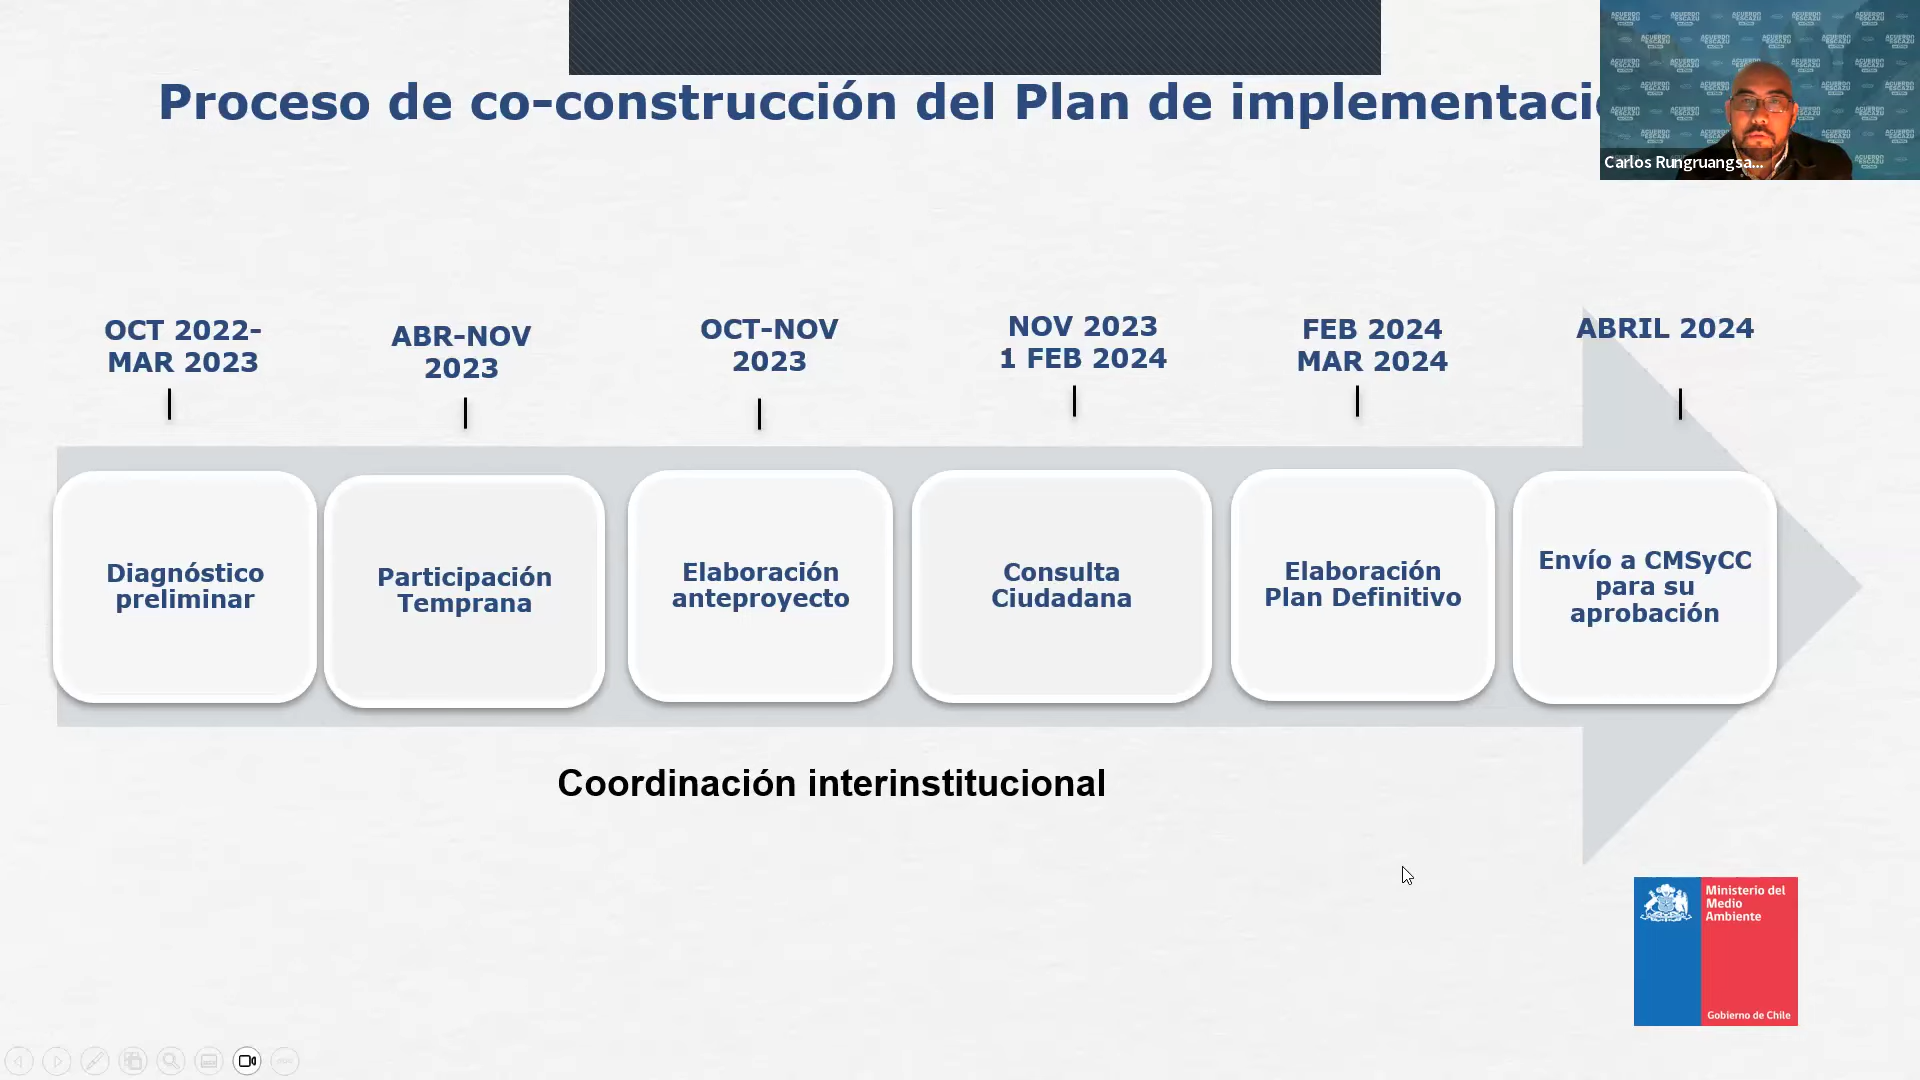 Proceso de co-construcción del Plan de implementació
Carlos Rungruangsa...
OCT 2022-
MAR 2023
ABR-NOV
2023
OCT-NOV
2023
NOV 2023
1 FEB 2024
FEB 2024
MAR 2024
ABRIL 2024
Diagnóstico
preliminar
Participación
Temprana
Elaboración
anteproyecto
Consulta
Ciudadana
Elaboración
Plan Definitivo
Envío a CMSyCC
para su
aprobación
Coordinación interinstitucional
Ministerio del
Medio
Ambiente
Gobierno de Chile